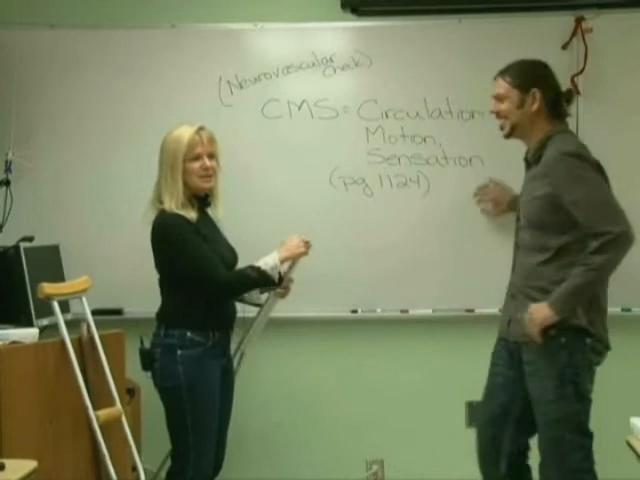 (Neurovascular
check)
CMS = Circulation
Motion,
Sensation
(pg 1124)